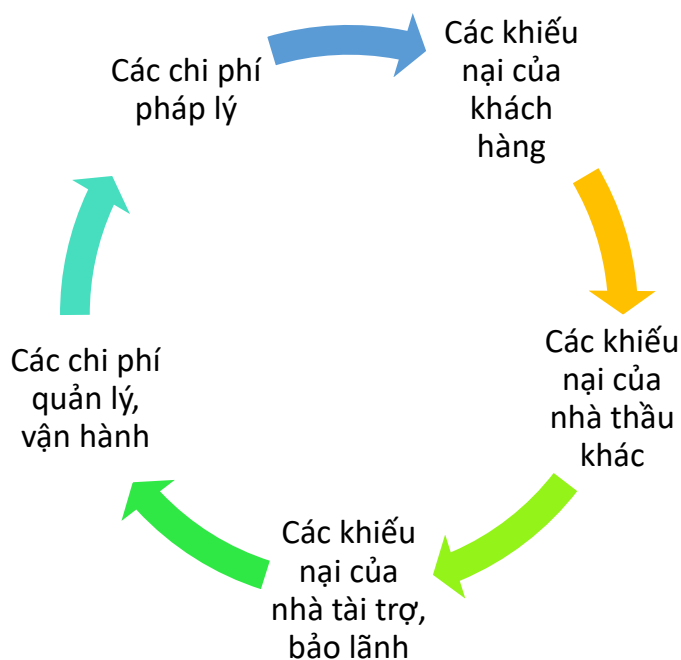 Các khiếu
nại của
khách
hàng
Các khiếu
nại của
nhà thầu
khác
Các khiếu
nại của
nhà tài trợ,
bảo lãnh
Các chi phí
quản lý,
vận hành
Các chi phí
pháp lý